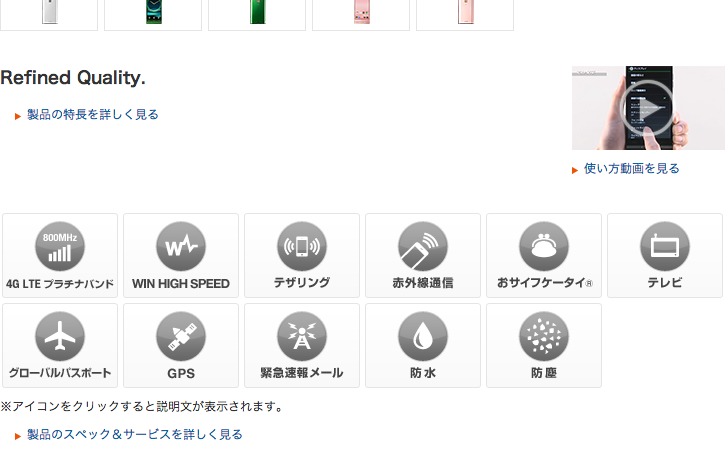 Refined Quality.
製品の特長を詳しく見る
使い方動画を見る
800MHz
4G LTE プラチナバンド
W
WIN HIGH SPEED
テザリング
赤外線通信
おサイフケータイ®
テレビ
グローバルパスポート
GPS
緊急速報メール
防水
防塵
※アイコンをクリックすると説明文が表示されます。
製品のスペック＆サービスを詳しく見る